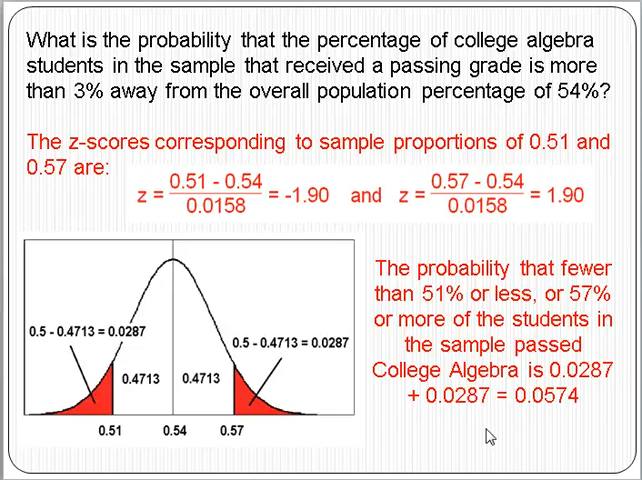 What is the probability that the percentage of college algebra
students in the sample that received a passing grade is more
than 3% away from the overall population percentage of 54%?
The z-scores corresponding to sample proportions of 0.51 and
0.57 are:
z = 0.51 - 0.54 / 0.0158 = -1.90 and z = 0.57 - 0.54 / 0.0158 = 1.90
0.5 - 0.4713 = 0.0287
0.5 - 0.4713 = 0.0287
0.4713 0.4713
0.51 0.54 0.57
The probability that fewer
than 51% or less, or 57%
or more of the students in
the sample passed
College Algebra is 0.0287
+ 0.0287 = 0.0574